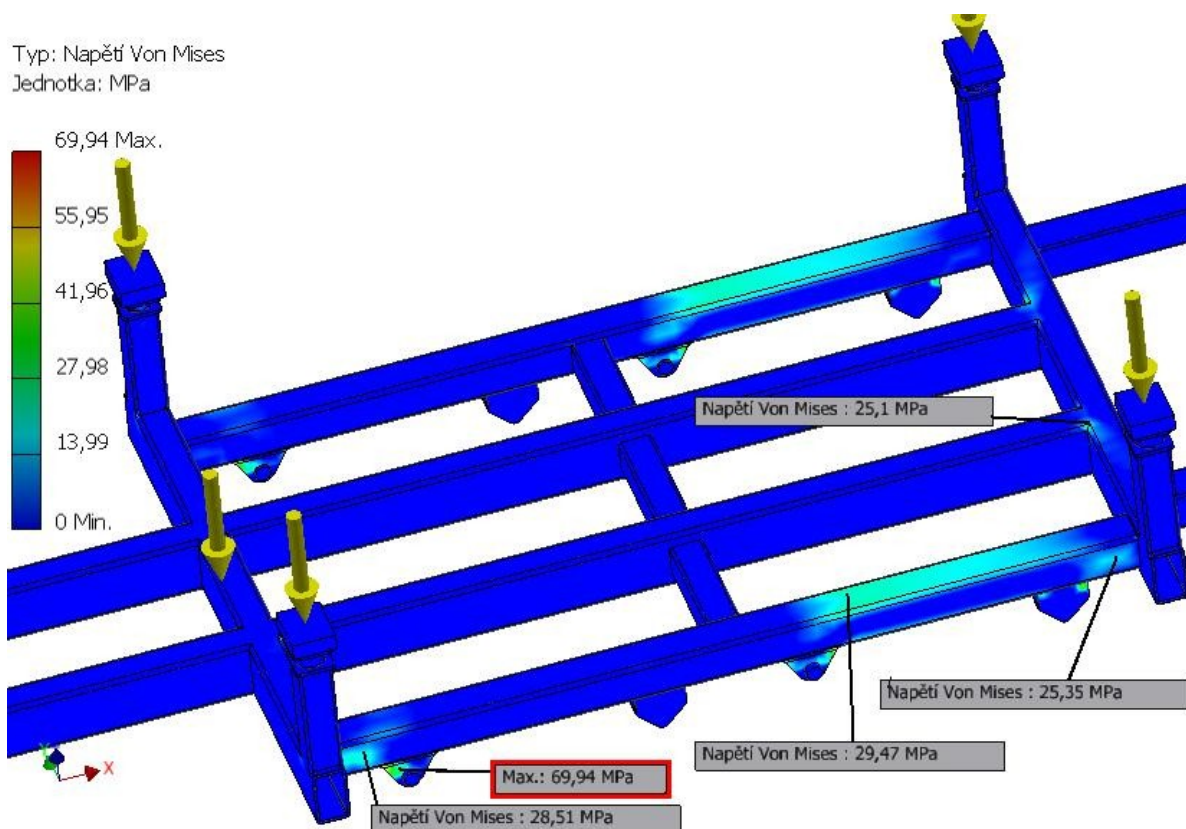 Typ: Napětí Von Mises
Jednotka: MPa
69,94 Max.
55,95
41,96
27,98
13,99
0 Min.
Napětí Von Mises : 25,1 MPa
Napětí Von Mises : 25,35 MPa
Napětí Von Mises : 29,47 MPa
Max.: 69,94 MPa
Napětí Von Mises : 28,51 MPa
X